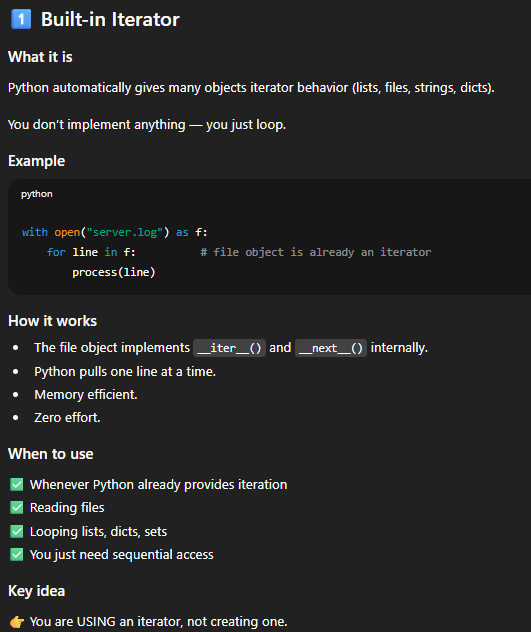 1️⃣ Built-in Iterator
What it is
Python automatically gives many objects iterator behavior (lists, files, strings, dicts).
You don’t implement anything — you just loop.
Example
python
with open("server.log") as f:
    for line in f:          # file object is already an iterator
        process(line)
How it works
• The file object implements __iter__() and __next__() internally.
• Python pulls one line at a time.
• Memory efficient.
• Zero effort.
When to use
✅ Whenever Python already provides iteration
✅ Reading files
✅ Looping lists, dicts, sets
✅ You just need sequential access
Key idea
👉 You are USING an iterator, not creating one.